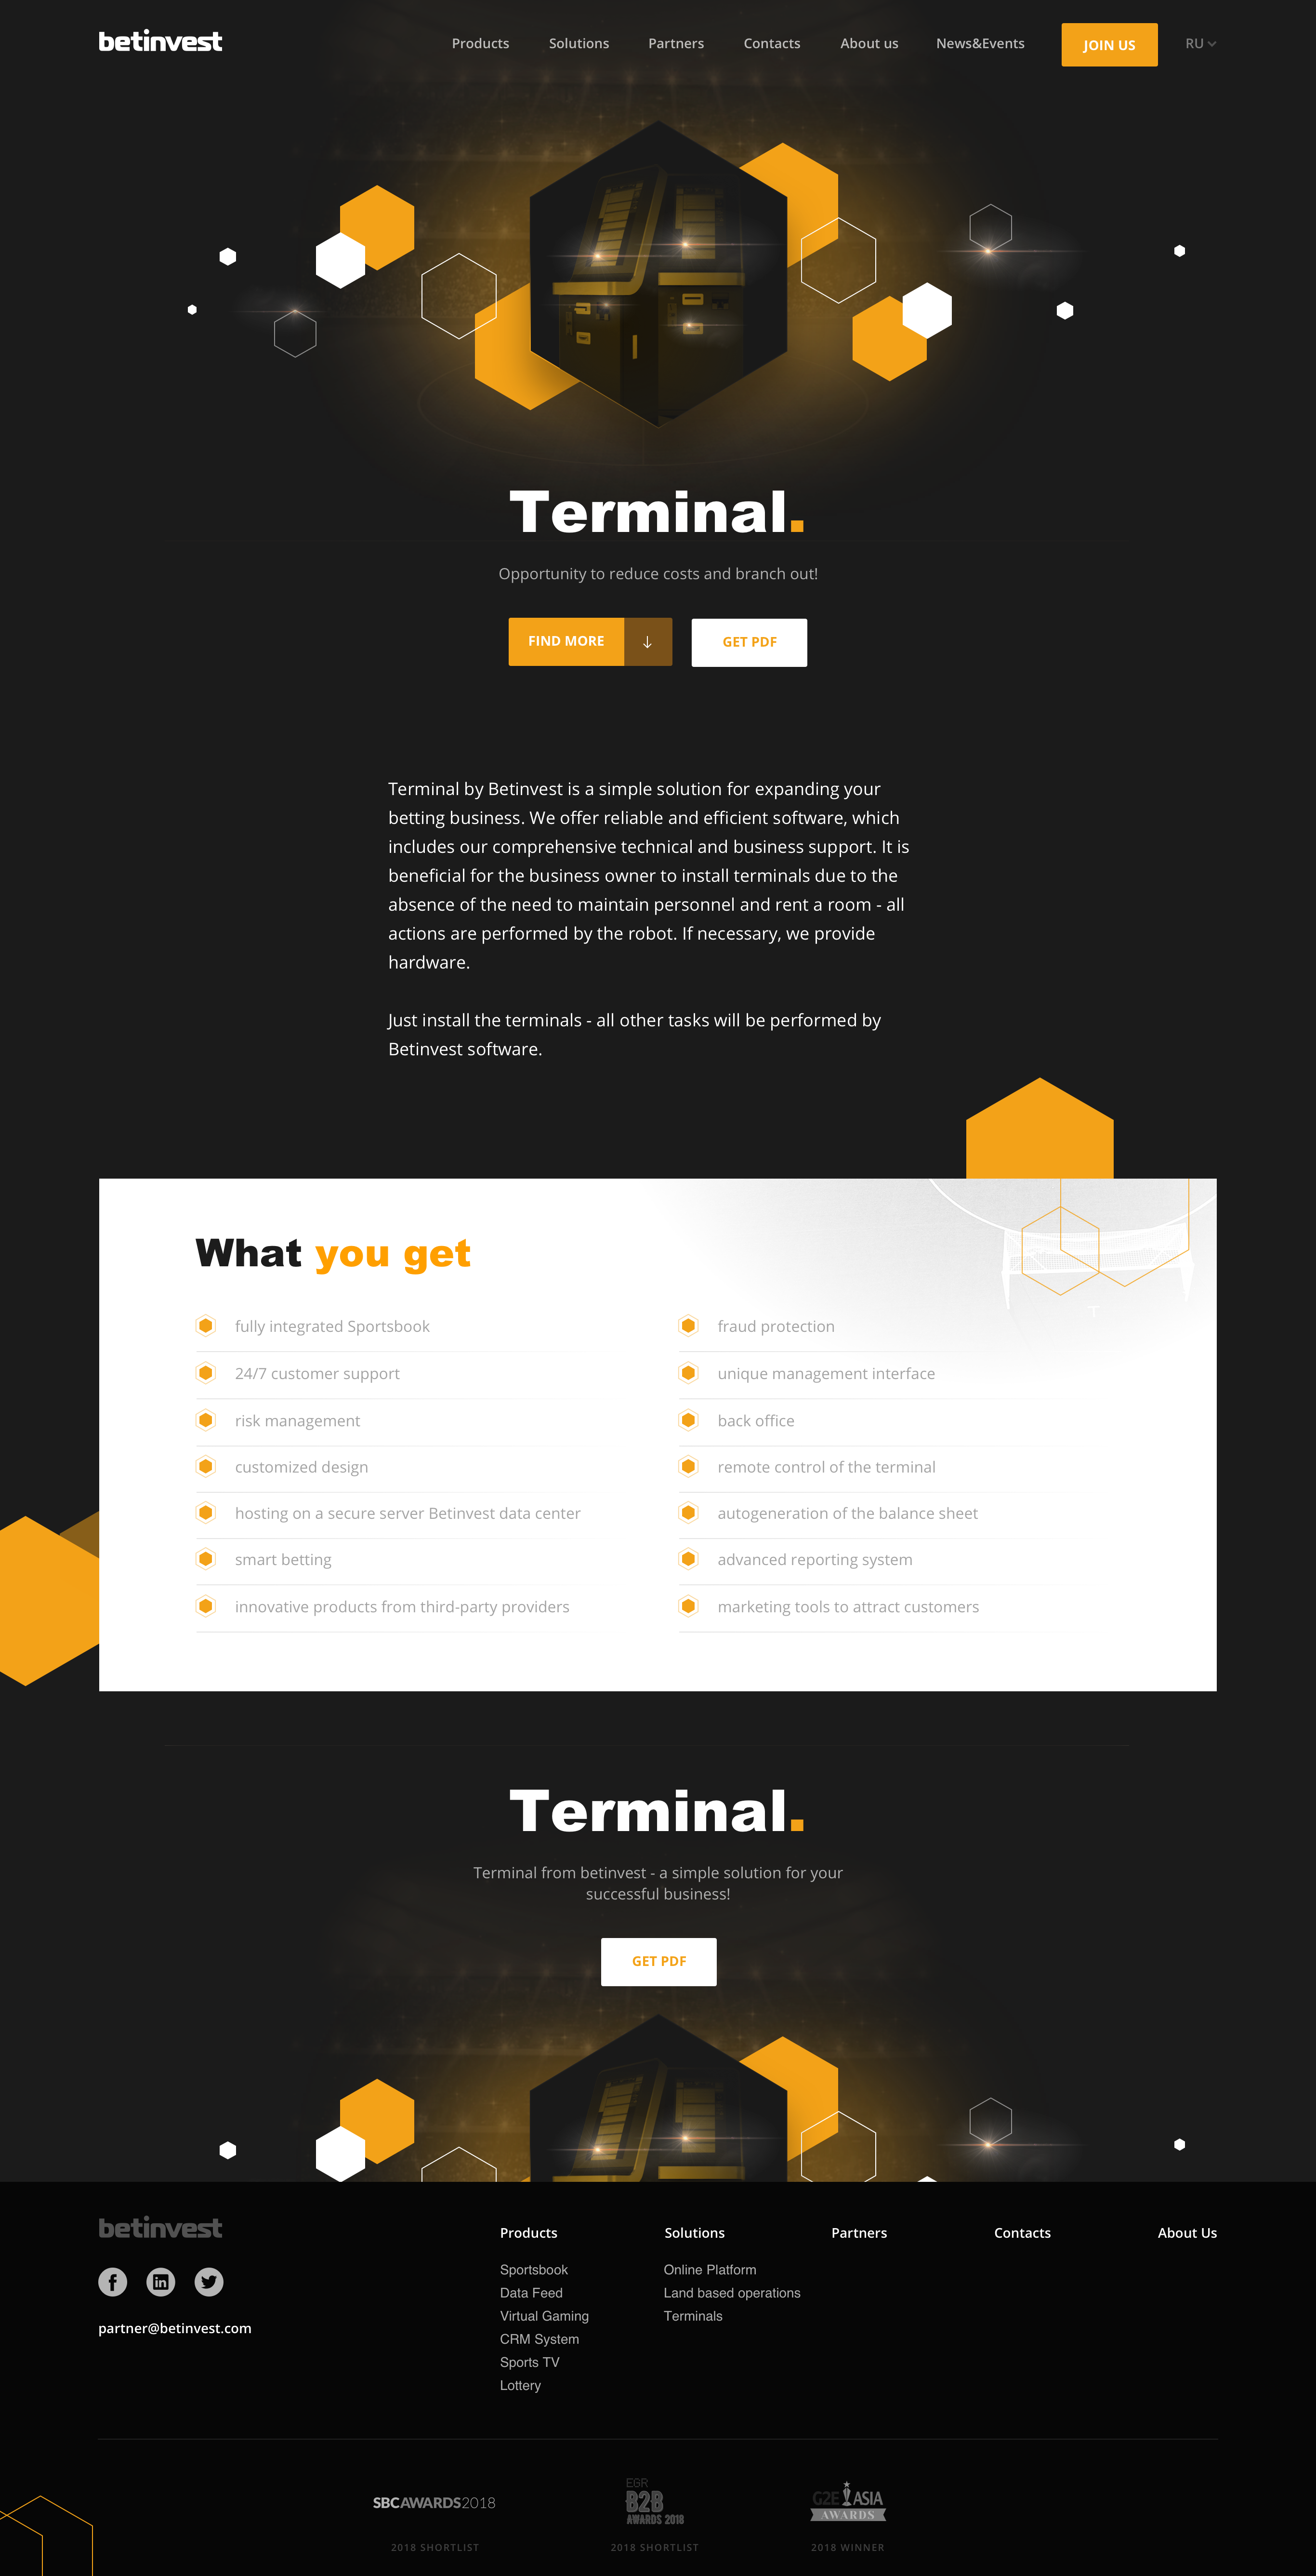 betinvest
Products Solutions Partners Contacts About us News&Events JOIN US RU
Terminal.
Opportunity to reduce costs and branch out!
FIND MORE GET PDF
Terminal by Betinvest is a simple solution for expanding your
betting business. We offer reliable and efficient software, which
includes our comprehensive technical and business support. It is
beneficial for the business owner to install terminals due to the
absence of the need to maintain personnel and rent a room - all
actions are performed by the robot. If necessary, we provide
hardware.
Just install the terminals - all other tasks will be performed by
Betinvest software.
What you get
fully integrated Sportsbook
24/7 customer support
risk management
customized design
hosting on a secure server Betinvest data center
smart betting
innovative products from third-party providers
fraud protection
unique management interface
back office
remote control of the terminal
autogeneration of the balance sheet
advanced reporting system
marketing tools to attract customers
Terminal.
Terminal from betinvest - a simple solution for your
successful business!
GET PDF
betinvest
partner@betinvest.com
Products
Sportsbook
Data Feed
Virtual Gaming
CRM System
Sports TV
Lottery
Solutions
Online Platform
Land based operations
Terminals
Partners
Contacts
About Us
SBCAWARDS2018
2018 SHORTLIST
EGR
B2B
AWARDS 2018
2018 SHORTLIST
G2E ASIA
AWARDS
2018 WINNER